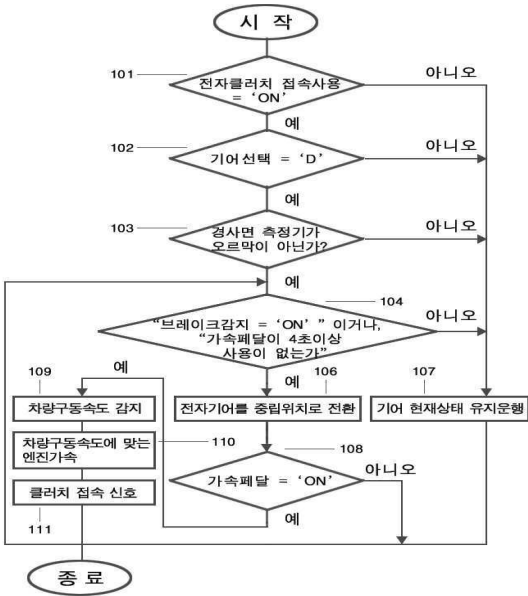 시 작
101
전자클러치 접속사용
= ‘ON’
아니오
예
102
기어선택 = ‘D’
아니오
예
103
경사면 측정기가
오르막이 아닌가?
아니오
예
104
“브레이크감지 = ‘ON’ ” 이거나,
“가속페달이 4초이상
사용이 없는가”
아니오
예
예
109
106
107
차량구동속도 감지
전자기어를 중립위치로 전환
기어 현재상태 유지운행
110
차량구동속도에 맞는
엔진가속
108
가속페달 = ‘ON’
아니오
예
클러치 접속 신호
111
종 료